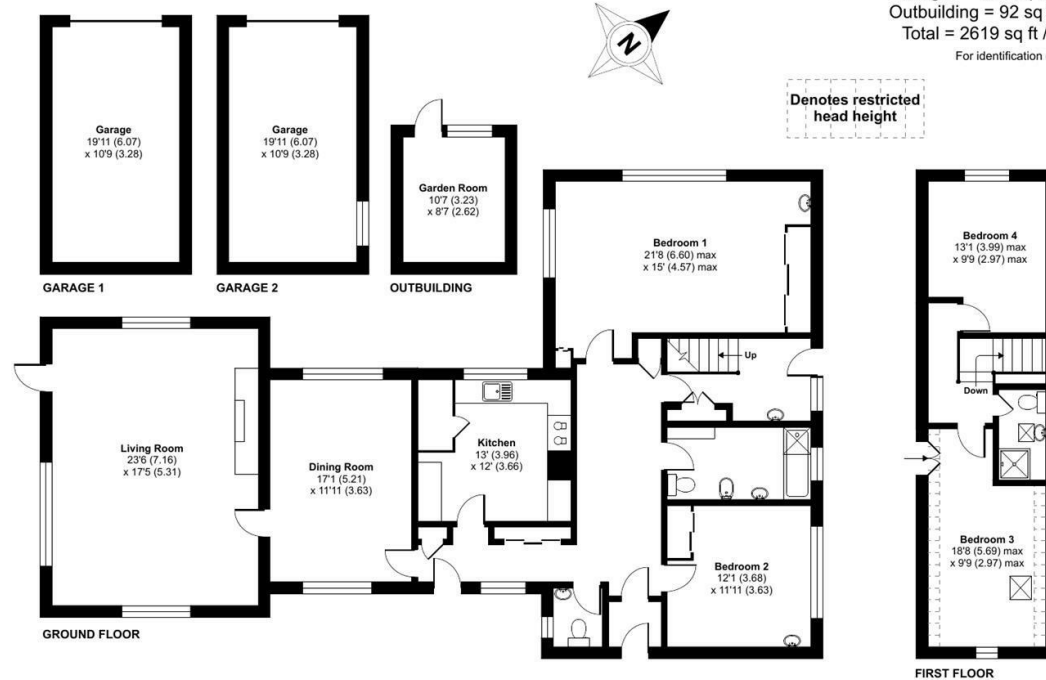 Outbuilding = 92 sq
Total = 2619 sq ft /
For identification
N
Denotes restricted
head height
Garage
19'11 (6.07)
x 10'9 (3.28)
GARAGE 1
Garage
19'11 (6.07)
x 10'9 (3.28)
GARAGE 2
Garden Room
10'7 (3.23)
x 8'7 (2.62)
OUTBUILDING
Bedroom 1
21'8 (6.60) max
x 15' (4.57) max
Bedroom 4
13'1 (3.99) max
x 9'9 (2.97) max
Up
Down
Living Room
23'6 (7.16)
x 17'5 (5.31)
Dining Room
17'1 (5.21)
x 11'11 (3.63)
Kitchen
13' (3.96)
x 12' (3.66)
Bedroom 2
12'1 (3.68)
x 11'11 (3.63)
Bedroom 3
18'8 (5.69) max
x 9'9 (2.97) max
GROUND FLOOR
FIRST FLOOR